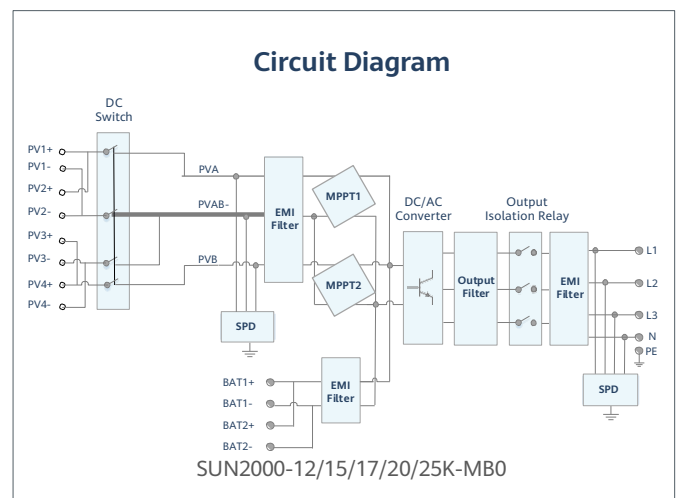 Circuit Diagram
DC
Switch
PV1+
PV1-
PV2+
PV2-
PV3+
PV3-
PV4+
PV4-
PVA
PVAB-
PVB
EMI
Filter
MPPT1
MPPT2
SPD
DC/AC
Converter
Output
Isolation Relay
Output
Filter
EMI
Filter
L1
L2
L3
N
PE
SPD
BAT1+
BAT1-
BAT2+
BAT2-
EMI
Filter
SUN2000-12/15/17/20/25K-MB0